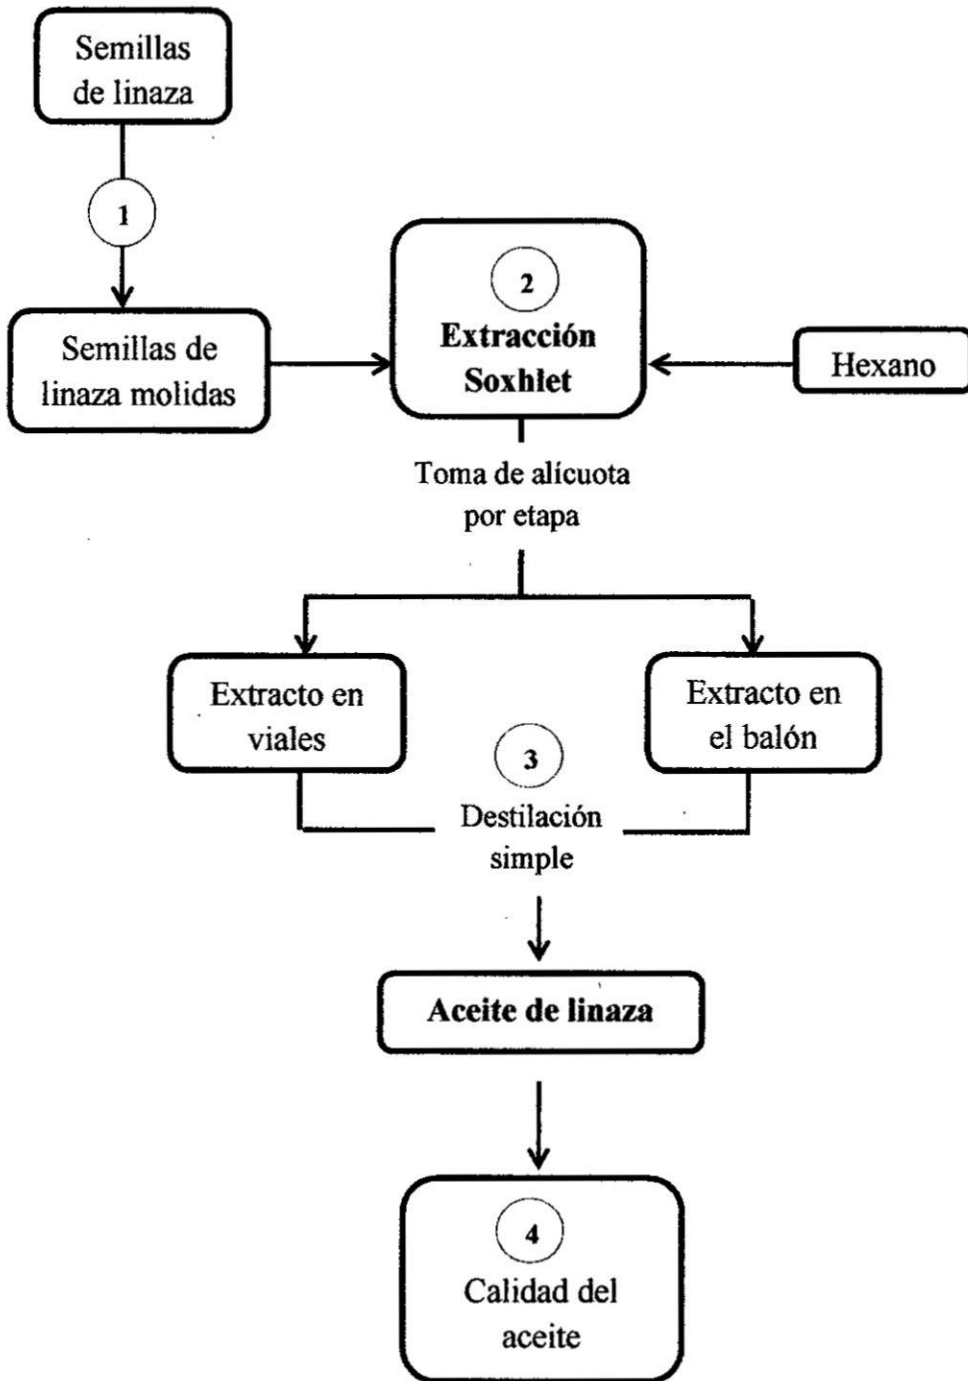 Semillas
de linaza
1
Semillas de
linaza molidas
2
Extracción
Soxhlet
Hexano
Toma de alícuota
por etapa
Extracto en
viales
Extracto en
el balón
3
Destilación
simple
Aceite de linaza
4
Calidad del
aceite